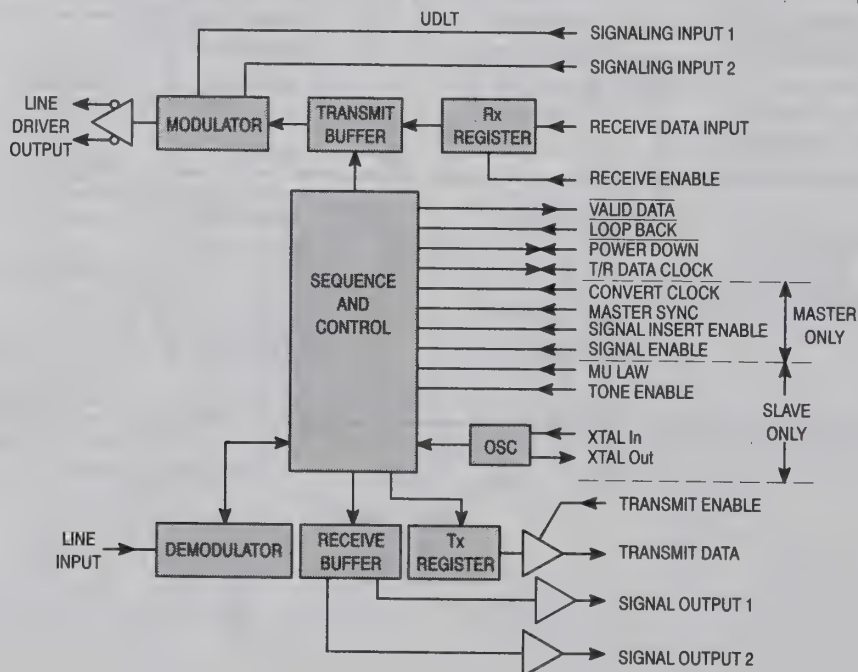 UDLT
SIGNALING INPUT 1
SIGNALING INPUT 2
LINE
DRIVER
OUTPUT
MODULATOR
TRANSMIT
BUFFER
Rx
REGISTER
RECEIVE DATA INPUT
RECEIVE ENABLE
SEQUENCE
AND
CONTROL
VALID DATA
LOOP BACK
POWER DOWN
T/R DATA CLOCK
CONVERT CLOCK
MASTER SYNC
SIGNAL INSERT ENABLE
SIGNAL ENABLE
MASTER
ONLY
MU LAW
TONE ENABLE
SLAVE
ONLY
OSC
XTAL In
XTAL Out
LINE
INPUT
DEMODULATOR
RECEIVE
BUFFER
Tx
REGISTER
TRANSMIT ENABLE
TRANSMIT DATA
SIGNAL OUTPUT 1
SIGNAL OUTPUT 2